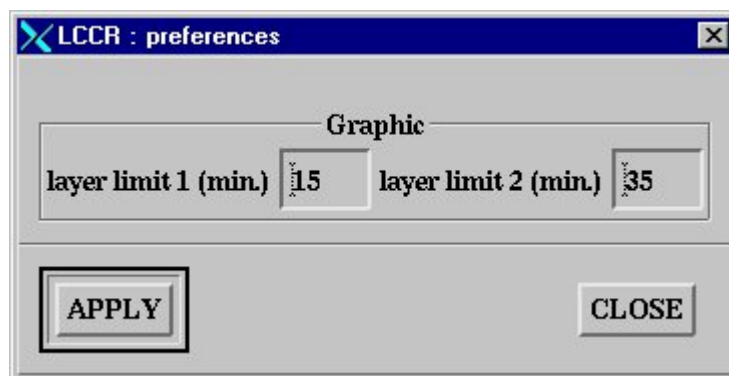 LCCR : preferences
Graphic
layer limit 1 (min.) 15 layer limit 2 (min.) 35
APPLY CLOSE